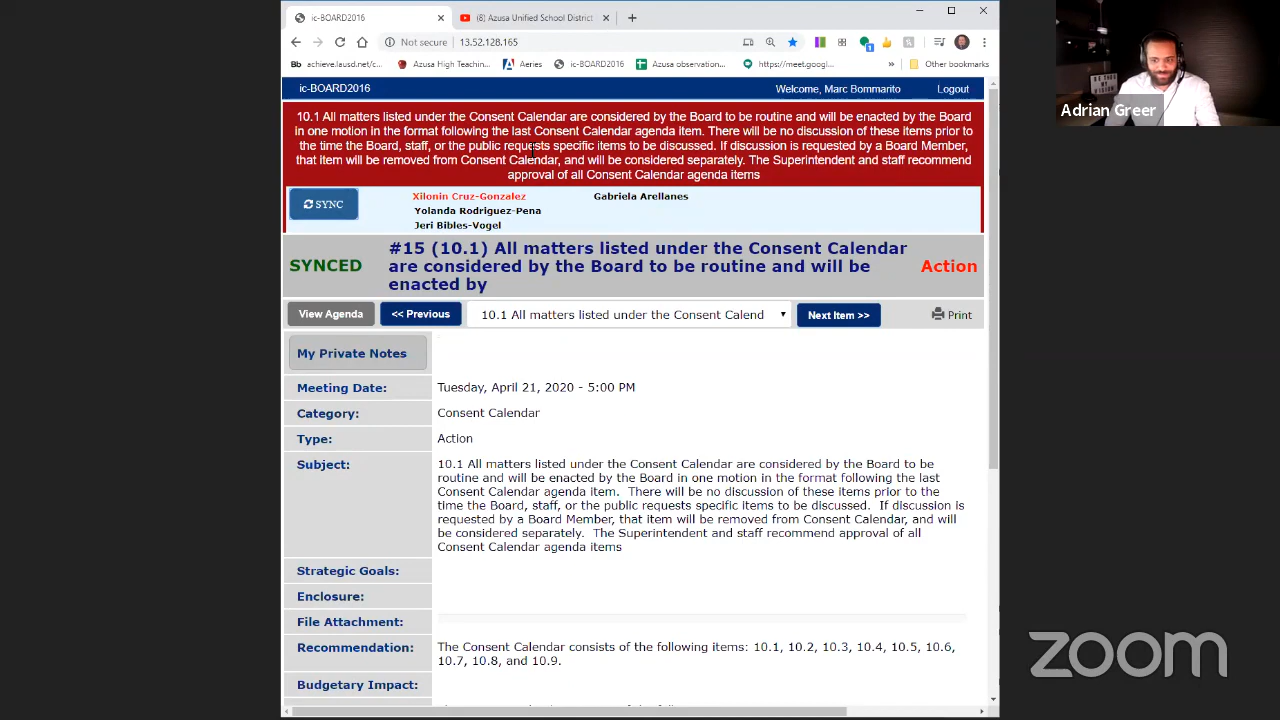 ic-BOARD2016
(8) Azusa Unified School District
Not secure
13.52.128.165
achieve.lausd.net/c...
Azusa High Teachin...
Aeries
ic-BOARD2016
Azusa observation...
https://meet.googl...
»
Other bookmarks
ic-BOARD2016
Welcome, Marc Bommarito
Logout
10.1 All matters listed under the Consent Calendar are considered by the Board to be routine and will be enacted by the Board
in one motion in the format following the last Consent Calendar agenda item. There will be no discussion of these items prior to
the time the Board, staff, or the public requests specific items to be discussed. If discussion is requested by a Board Member,
that item will be removed from Consent Calendar, and will be considered separately. The Superintendent and staff recommend
approval of all Consent Calendar agenda items
SYNC
Xilonin Cruz-Gonzalez
Gabriela Arellanes
Yolanda Rodriguez-Pena
Jeri Bibles-Vogel
SYNCED
#15 (10.1) All matters listed under the Consent Calendar
are considered by the Board to be routine and will be
enacted by
Action
View Agenda
<< Previous
10.1 All matters listed under the Consent Calend
Next Item >>
Print
My Private Notes
Meeting Date:
Tuesday, April 21, 2020 - 5:00 PM
Category:
Consent Calendar
Type:
Action
Subject:
10.1 All matters listed under the Consent Calendar are considered by the Board to be
routine and will be enacted by the Board in one motion in the format following the last
Consent Calendar agenda item. There will be no discussion of these items prior to the
time the Board, staff, or the public requests specific items to be discussed. If discussion is
requested by a Board Member, that item will be removed from Consent Calendar, and will
be considered separately. The Superintendent and staff recommend approval of all
Consent Calendar agenda items
Strategic Goals:
Enclosure:
File Attachment:
Recommendation:
The Consent Calendar consists of the following items: 10.1, 10.2, 10.3, 10.4, 10.5, 10.6,
10.7, 10.8, and 10.9.
Budgetary Impact:
Adrian Greer
zoom